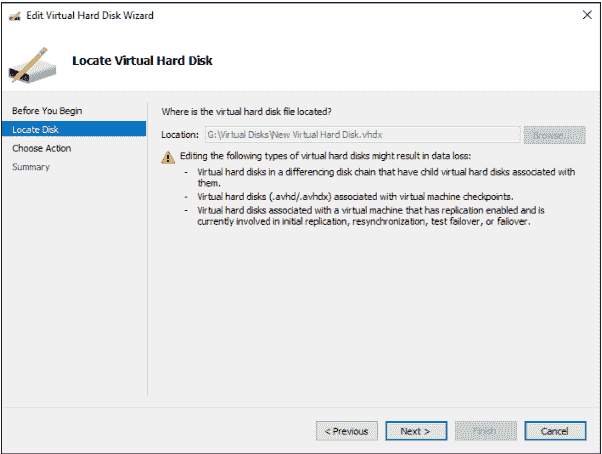 Edit Virtual Hard Disk Wizard
Locate Virtual Hard Disk
Before You Begin
Locate Disk
Choose Action
Summary
Where is the virtual hard disk file located?
Location: G:\Virtual Disks\New Virtual Hard Disk.vhdx Browse...
Editing the following types of virtual hard disks might result in data loss:
- Virtual hard disks in a differencing disk chain that have child virtual hard disks associated with
them.
- Virtual hard disks (.avhd/.avhdx) associated with virtual machine checkpoints.
- Virtual hard disks associated with a virtual machine that has replication enabled and is
currently involved in initial replication, resynchronization, test failover, or failover.
< Previous Next > Finish Cancel